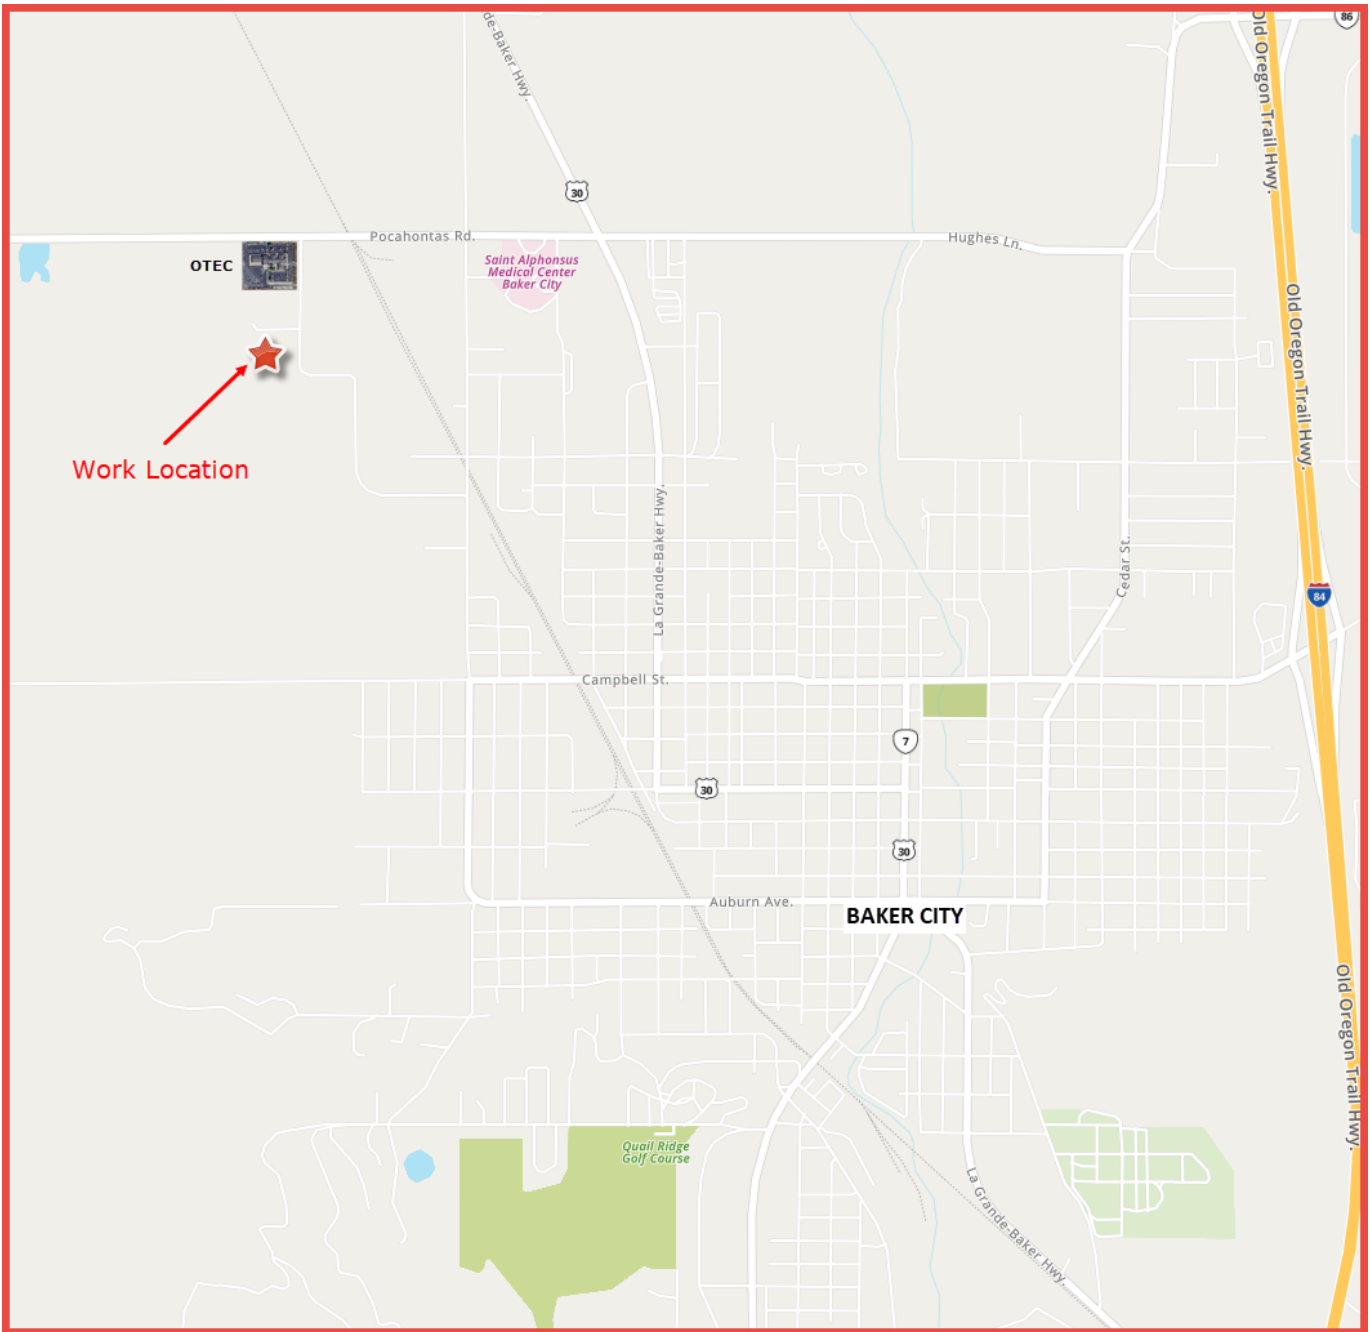 86
de-Baker Hwy.
Old Oregon Trail Hwy.
30
Pocahontas Rd.
Hughes Ln.
OTEC
Saint Alphonsus
Medical Center
Baker City
Old Oregon Trail Hwy.
Work Location
La Grande-Baker Hwy.
Cedar St.
84
Campbell St.
7
30
30
Auburn Ave.
BAKER CITY
Old Oregon Trail Hwy.
Quail Ridge
Golf Course
La Grande-Baker Hwy.